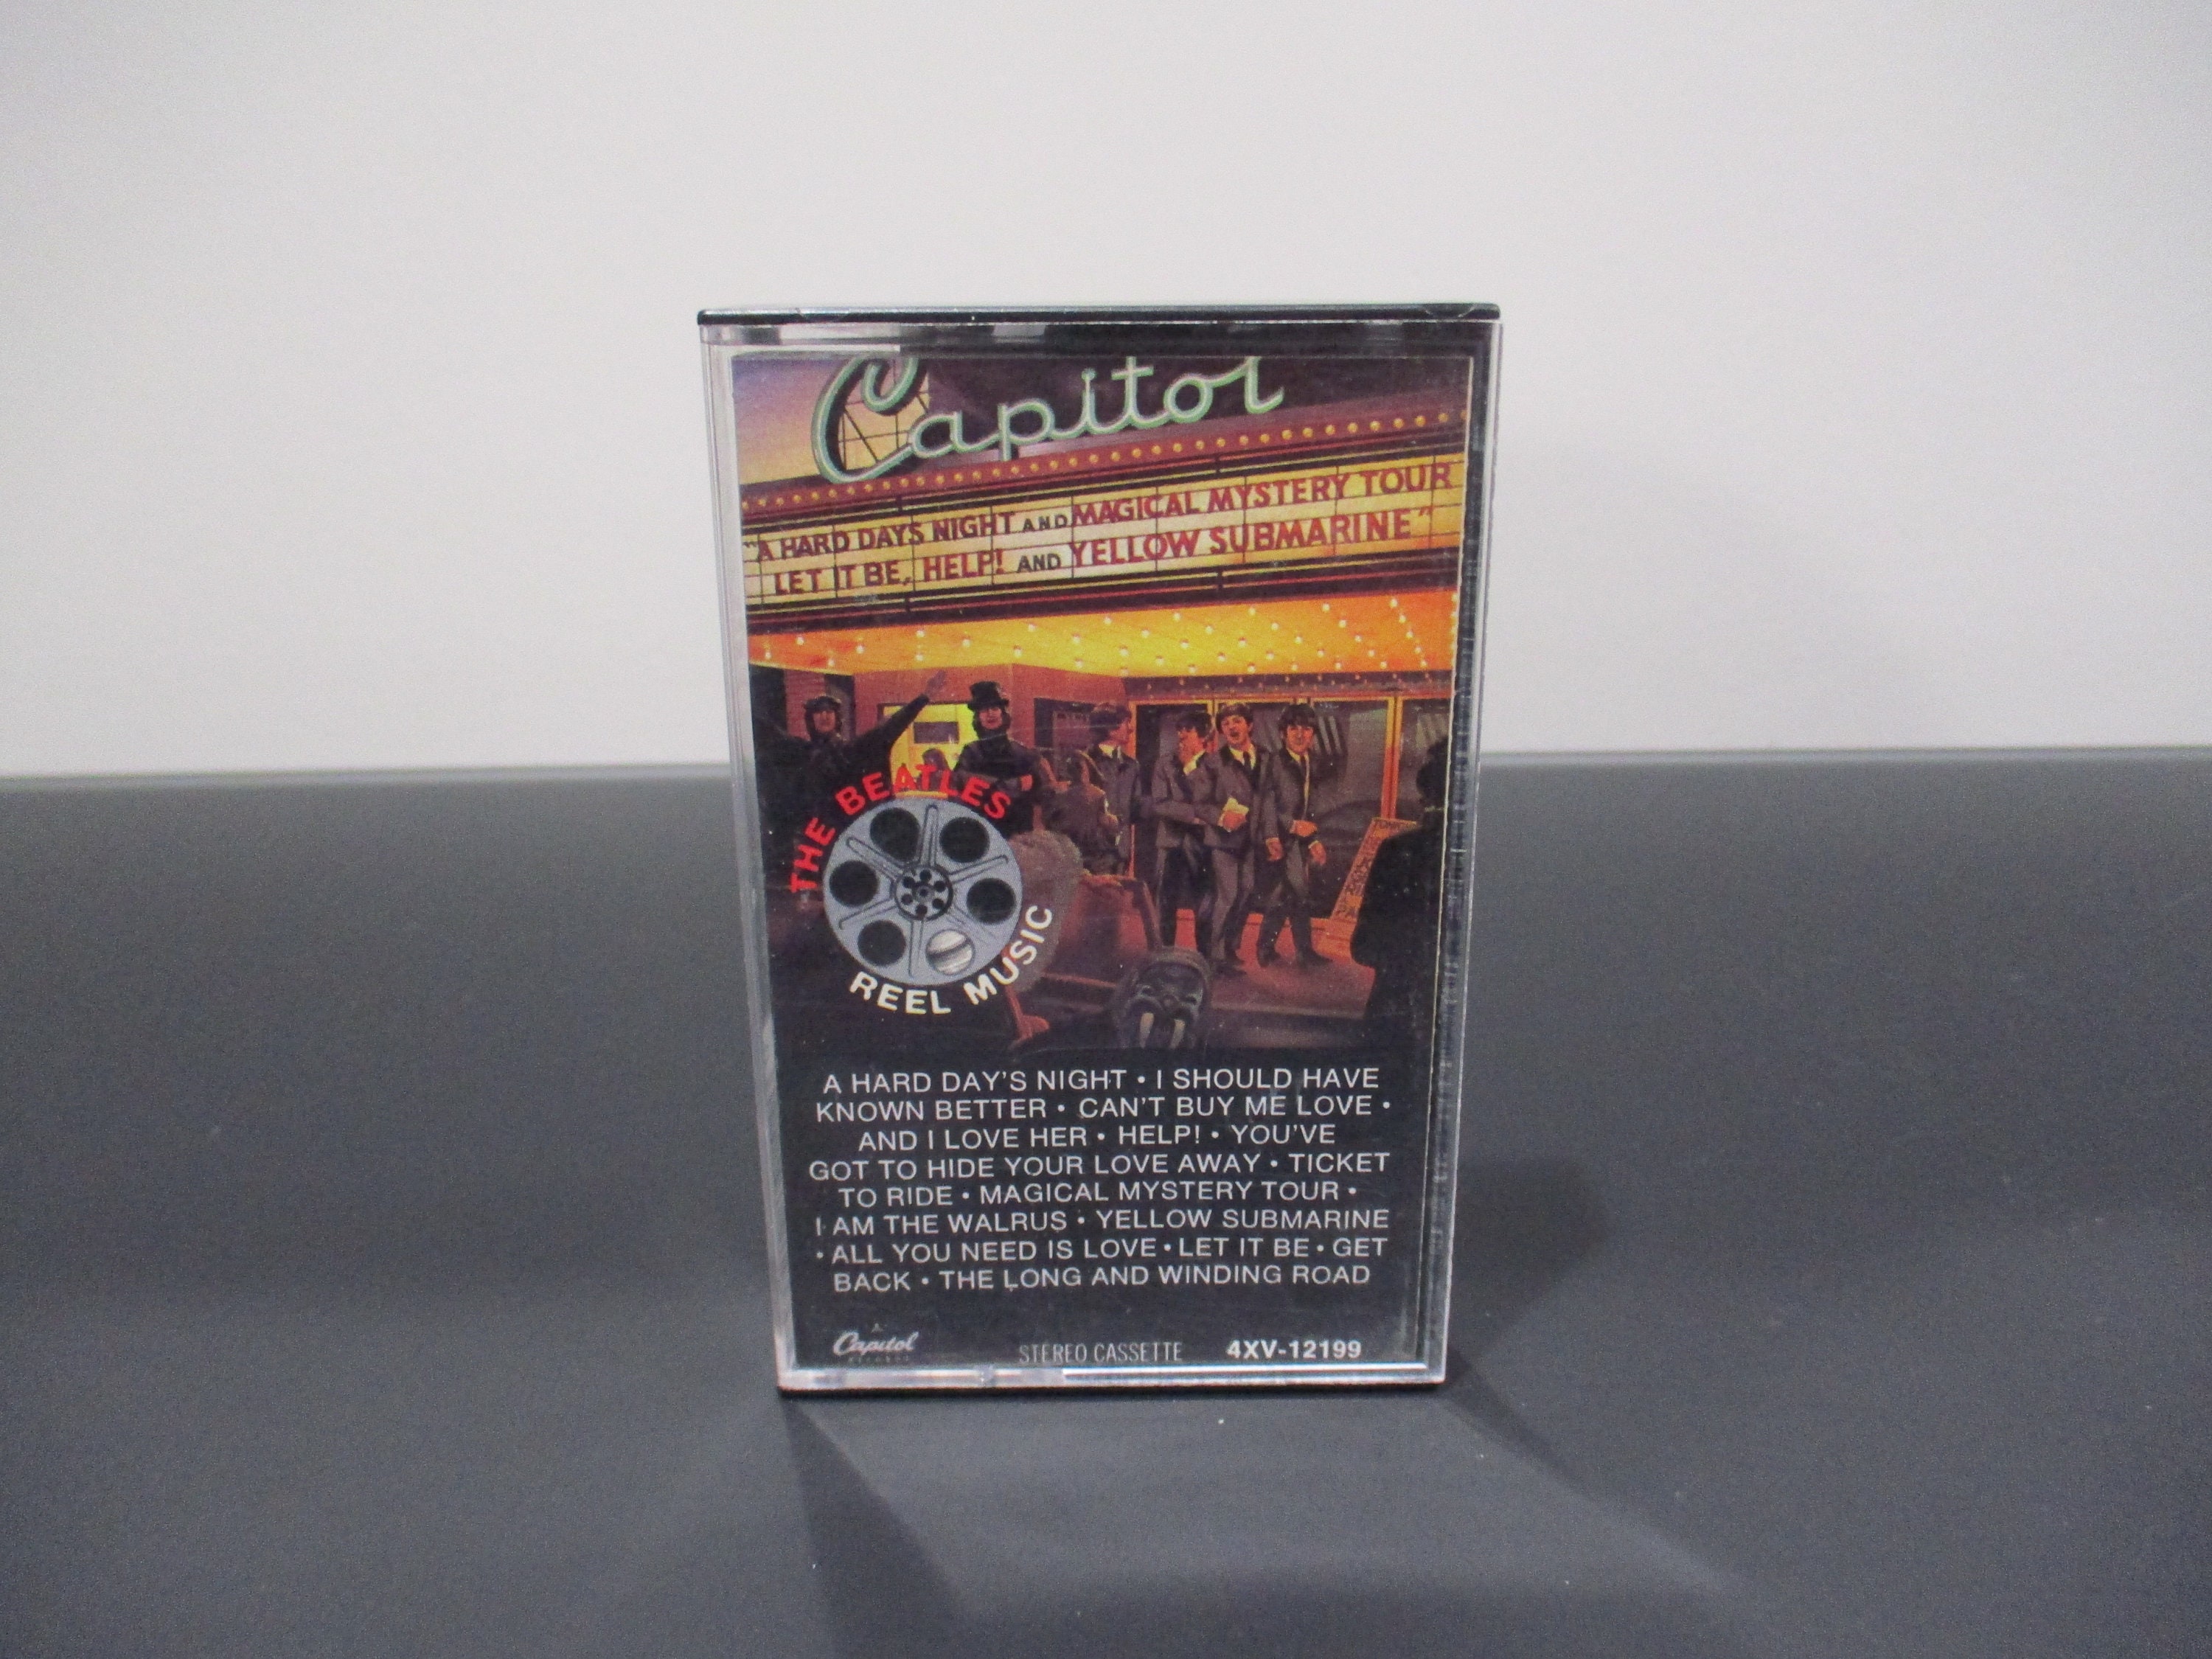 Capitol
"A HARD DAYS NIGHT AND MAGICAL MYSTERY TOUR
LET IT BE, HELP! AND YELLOW SUBMARINE"
THE BEATLES
REEL MUSIC
A HARD DAY'S NIGHT • I SHOULD HAVE
KNOWN BETTER • CAN'T BUY ME LOVE •
AND I LOVE HER • HELP! • YOU'VE
GOT TO HIDE YOUR LOVE AWAY • TICKET
TO RIDE • MAGICAL MYSTERY TOUR •
I AM THE WALRUS • YELLOW SUBMARINE
• ALL YOU NEED IS LOVE • LET IT BE • GET
BACK • THE LONG AND WINDING ROAD
Capitol
STEREO CASSETTE 4XV-12199